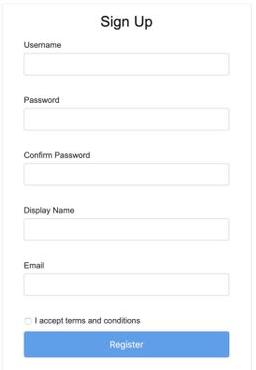 Sign Up
Username
Password
Confirm Password
Display Name
Email
I accept terms and conditions
Register